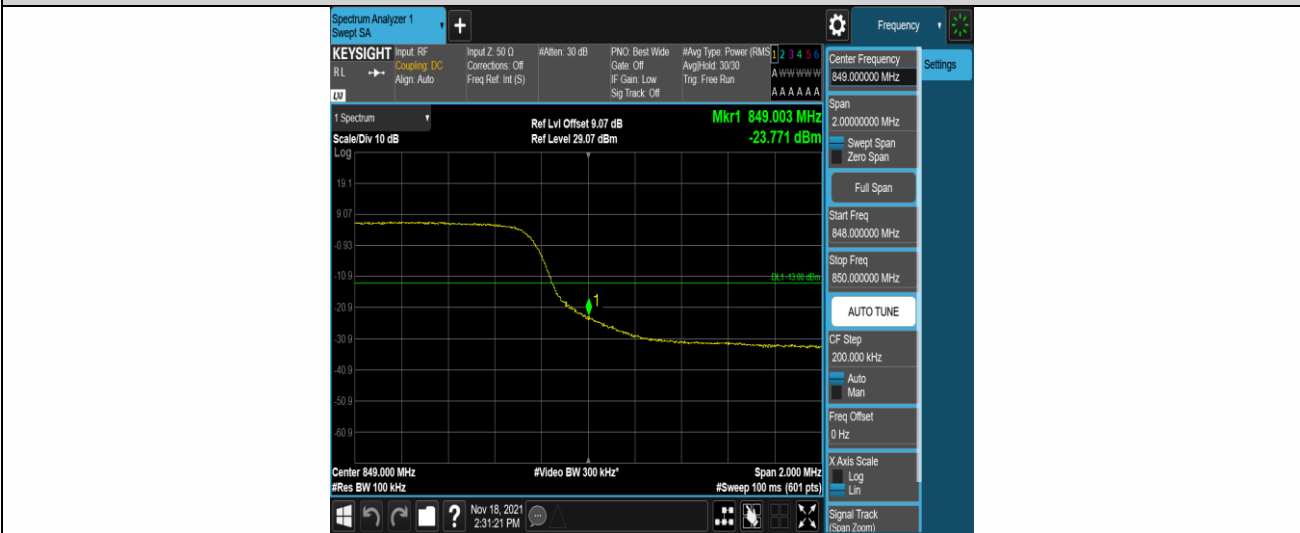 Spectrum Analyzer 1
Swept SA
+
Frequency
KEYSIGHT
R L
LXI
Input: RF
Coupling: DC
Align: Auto
Input Z: 50 Ω
Corrections: Off
Freq Ref: Int (S)
#Atten: 30 dB
PNO: Best Wide
Gate: Off
IF Gain: Low
Sig Track: Off
#Avg Type: Power (RMS
Avg|Hold: 30/30
Trig: Free Run
1 2 3 4 5 6
A W W W W W
A A A A A A
1 Spectrum
Scale/Div 10 dB
Log
Ref Lvl Offset 9.07 dB
Ref Level 29.07 dBm
Mkr1 849.003 MHz
-23.771 dBm
19.1
9.07
-0.93
-10.9
DL1 -13.00 dBm
1
-20.9
-30.9
-40.9
-50.9
-60.9
Center 849.000 MHz
#Res BW 100 kHz
#Video BW 300 kHz*
Span 2.000 MHz
#Sweep 100 ms (601 pts)
Center Frequency
849.000000 MHz
Settings
Span
2.00000000 MHz
Swept Span
Zero Span
Full Span
Start Freq
848.000000 MHz
Stop Freq
850.000000 MHz
AUTO TUNE
CF Step
200.000 kHz
Auto
Man
Freq Offset
0 Hz
X Axis Scale
Log
Lin
Signal Track
(Span Zoom)
?
Nov 18, 2021
2:31:21 PM